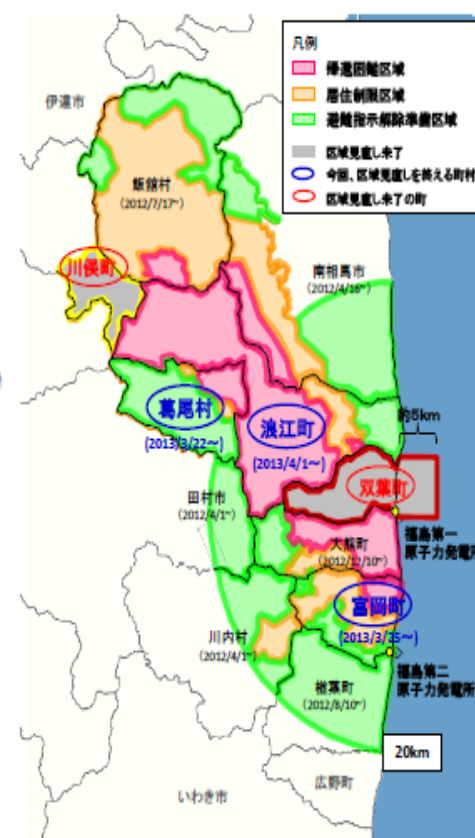 凡例
帰還困難区域
居住制限区域
避難指示解除準備区域
区域見直し未了
今回、区域見直しを終える町村
区域見直し未了の町
伊達市
飯舘村
(2012/7/17~)
川俣町
南相馬市
(2012/4/16~)
葛尾村
(2013/3/22~)
浪江町
(2013/4/1~)
約5km
双葉町
田村市
(2012/4/1~)
大熊町
(2012/12/10~)
福島第一
原子力発電所
富岡町
(2013/3/25~)
川内村
(2012/4/1~)
福島第二
原子力発電所
楢葉町
(2012/8/10~)
20km
広野町
いわき市